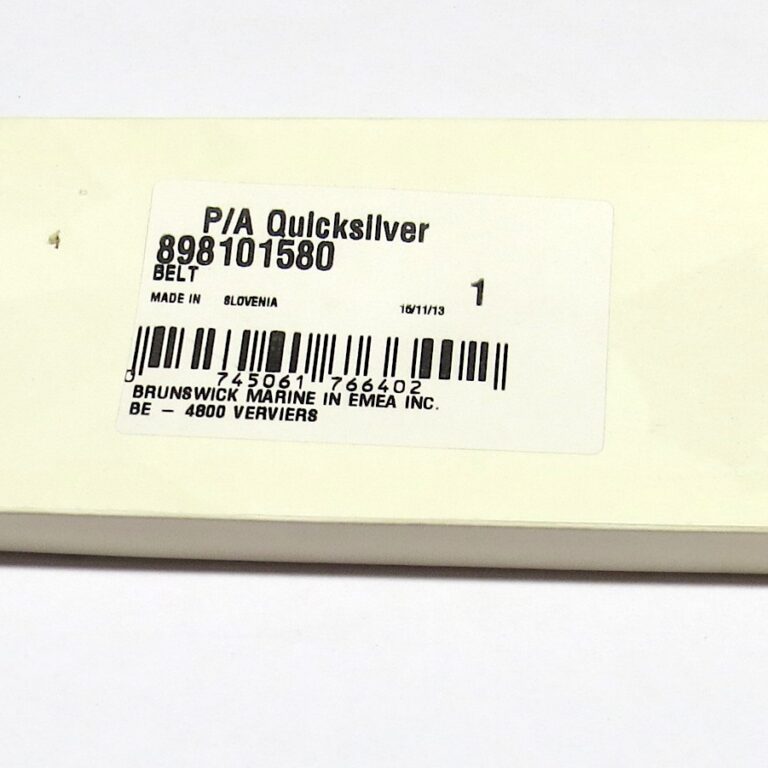 P/A Quicksilver
898101580
BELT
1
MADE IN SLOVENIA 15/11/13
0 745061 766402
BRUNSWICK MARINE IN EMEA INC.
BE - 4800 VERVIERS